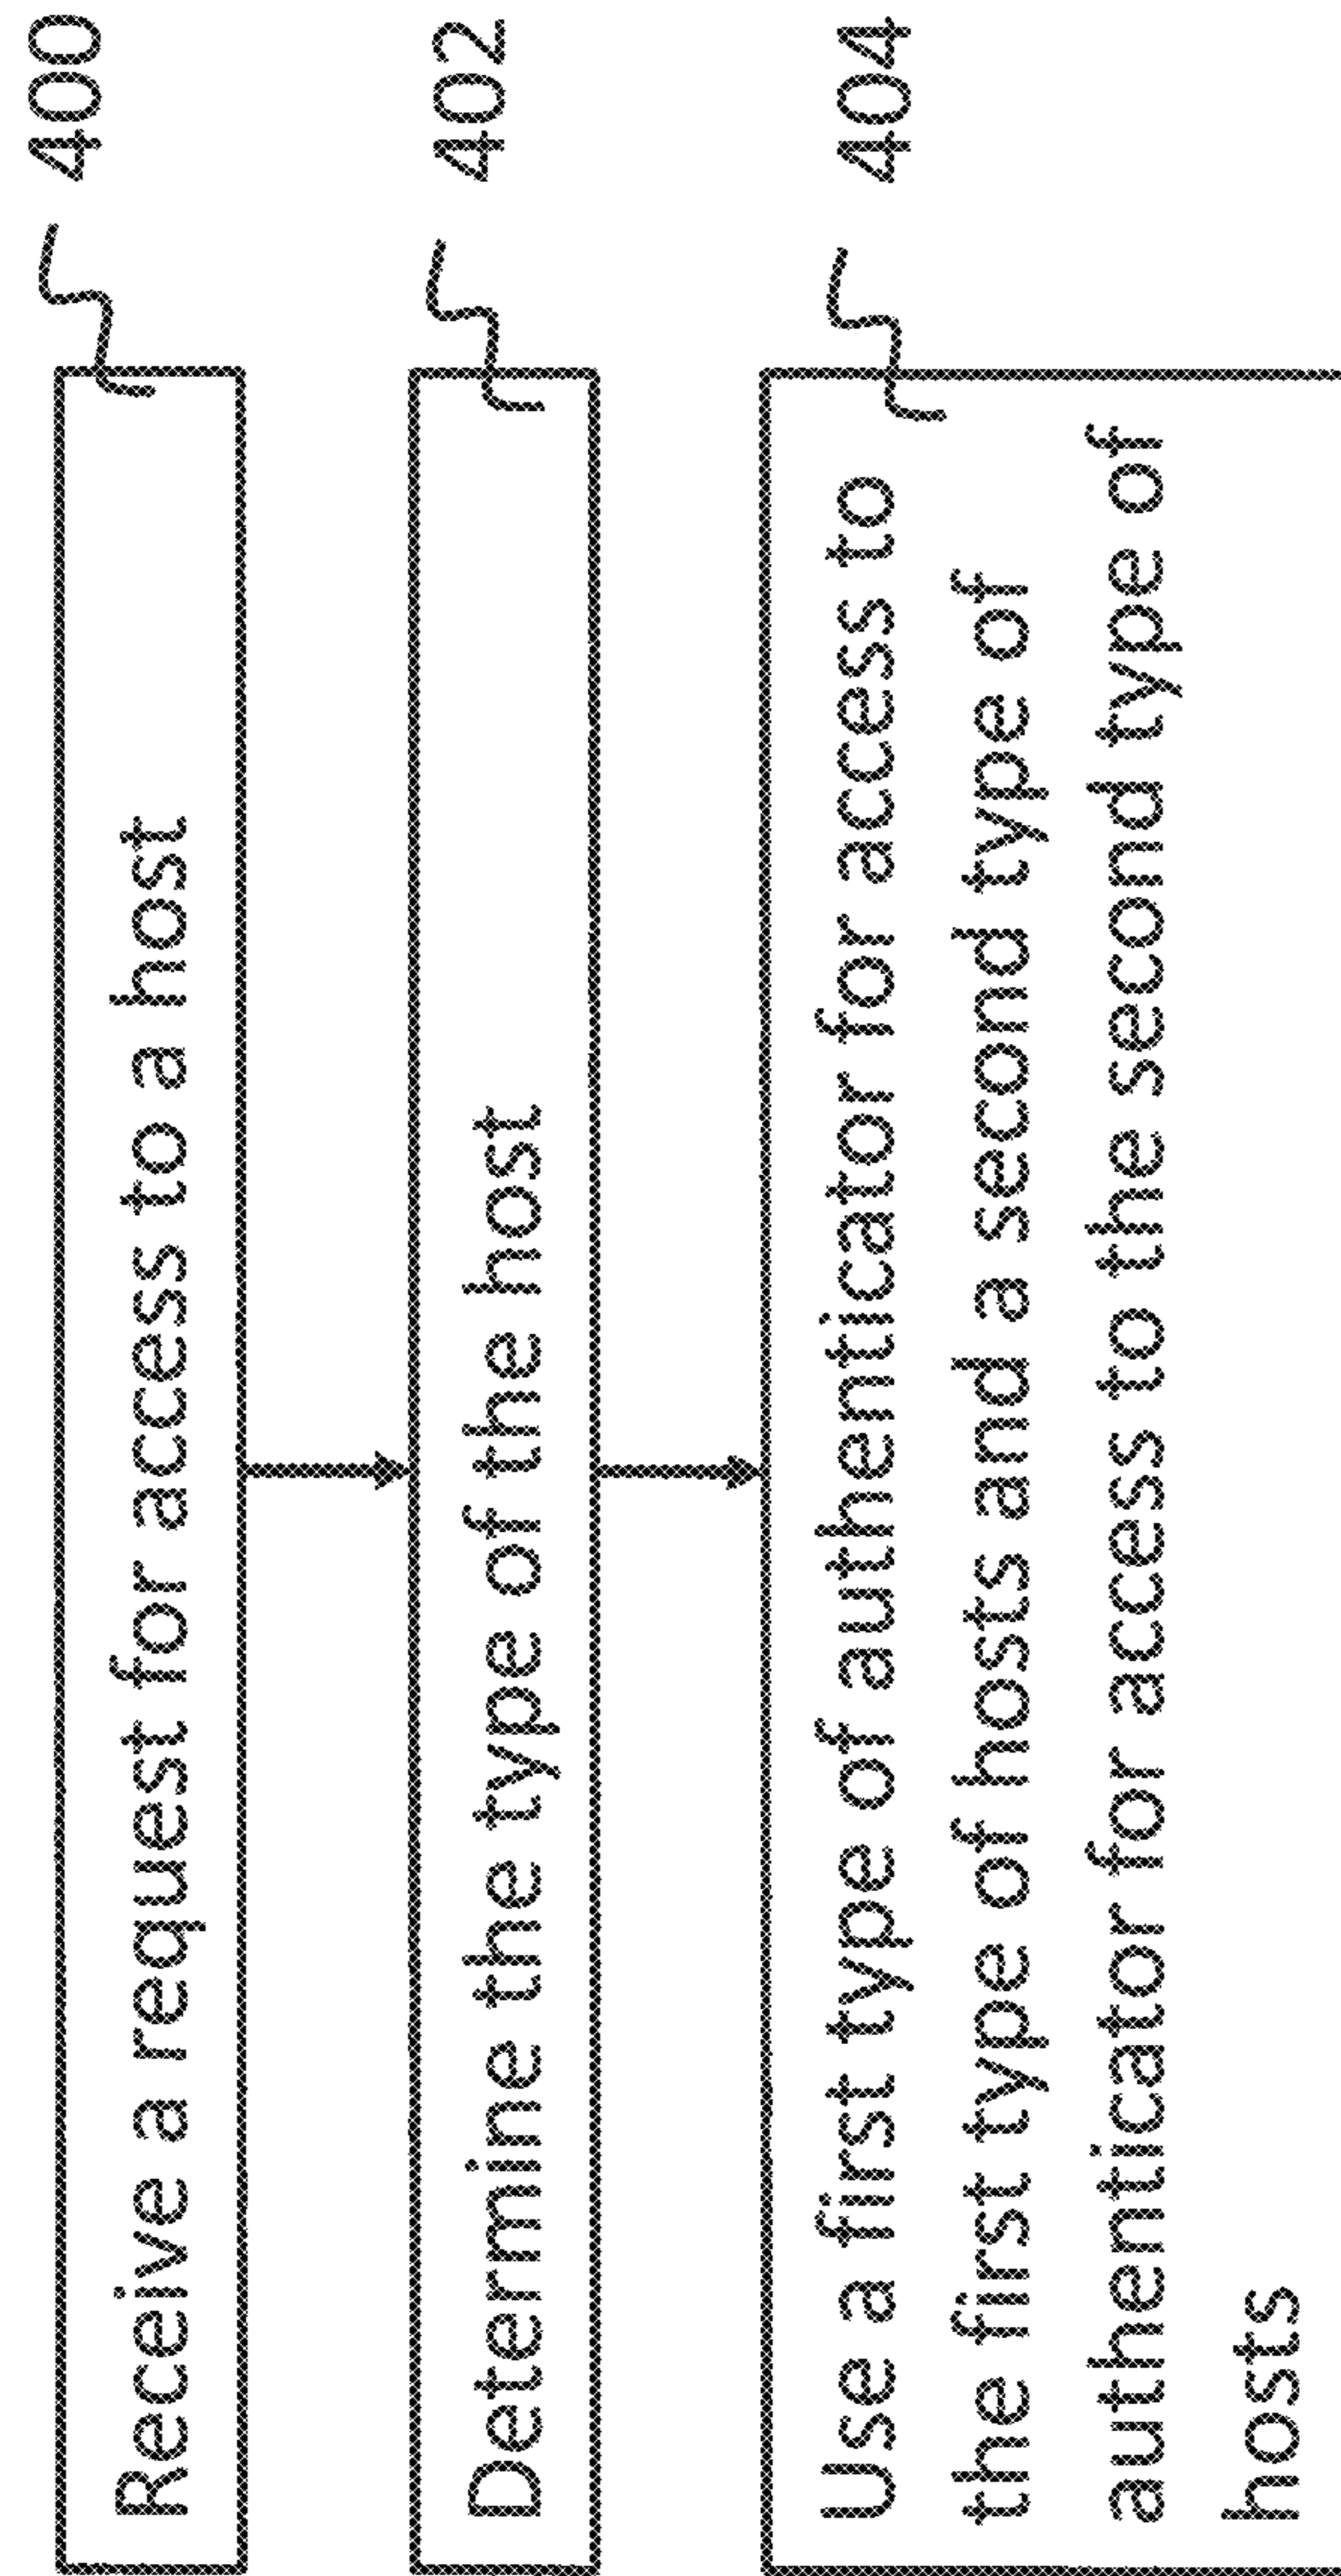 Receive a request for access to a host
400
Determine the type of the host
402
Use a first type of authenticator for access to
the first type of hosts and a second type of
authenticator for access to the second type of
hosts
404